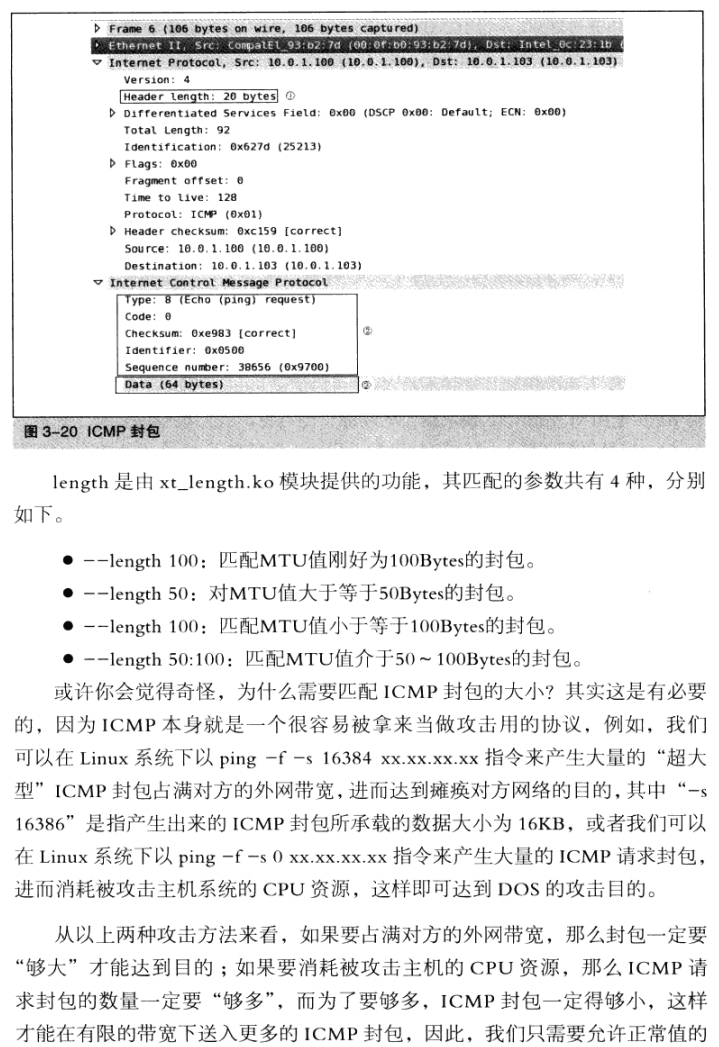 ▷ Frame 6 (106 bytes on wire, 106 bytes captured)
▷ Ethernet II, Src: CompalEl_93:b2:7d (00:0f:b0:93:b2:7d), Dst: Intel_0c:23:1b (
▽ Internet Protocol, Src: 10.0.1.100 (10.0.1.100), Dst: 10.0.1.103 (10.0.1.103)
Version: 4
Header length: 20 bytes ①
▷ Differentiated Services Field: 0x00 (DSCP 0x00: Default; ECN: 0x00)
Total Length: 92
Identification: 0x627d (25213)
▷ Flags: 0x00
Fragment offset: 0
Time to live: 128
Protocol: ICMP (0x01)
▷ Header checksum: 0xc159 [correct]
Source: 10.0.1.100 (10.0.1.100)
Destination: 10.0.1.103 (10.0.1.103)
▽ Internet Control Message Protocol
Type: 8 (Echo (ping) request)
Code: 0
Checksum: 0xe983 [correct] ②
Identifier: 0x0500
Sequence number: 38656 (0x9700)
Data (64 bytes) ③
图 3-20 ICMP 封包
length 是由 xt_length.ko 模块提供的功能，其匹配的参数共有 4 种，分别
如下。
● --length 100：匹配MTU值刚好为100Bytes的封包。
● --length 50：对MTU值大于等于50Bytes的封包。
● --length 100：匹配MTU值小于等于100Bytes的封包。
● --length 50:100：匹配MTU值介于50～100Bytes的封包。
或许你会觉得奇怪，为什么需要匹配 ICMP 封包的大小？其实这是有必要
的，因为 ICMP 本身就是一个很容易被拿来当做攻击用的协议，例如，我们
可以在 Linux 系统下以 ping -f -s 16384 xx.xx.xx.xx 指令来产生大量的“超大
型”ICMP 封包占满对方的外网带宽，进而达到瘫痪对方网络的目的，其中“-s
16386”是指产生出来的 ICMP 封包所承载的数据大小为 16KB，或者我们可以
在 Linux 系统下以 ping -f -s 0 xx.xx.xx.xx 指令来产生大量的 ICMP 请求封包，
进而消耗被攻击主机系统的 CPU 资源，这样即可达到 DOS 的攻击目的。
从以上两种攻击方法来看，如果要占满对方的外网带宽，那么封包一定要
“够大”才能达到目的；如果要消耗被攻击主机的 CPU 资源，那么 ICMP 请
求封包的数量一定要“够多”，而为了要够多，ICMP 封包一定得够小，这样
才能在有限的带宽下送入更多的 ICMP 封包，因此，我们只需要允许正常值的